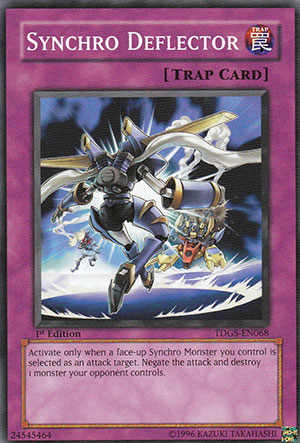 SYNCHRO DEFLECTOR
TRAP
罠
[TRAP CARD]
1st Edition
TDGS-EN068
Activate only when a face-up Synchro Monster you control is
selected as an attack target. Negate the attack and destroy
1 monster your opponent controls.
24545464
©1996 KAZUKI TAKAHASHI